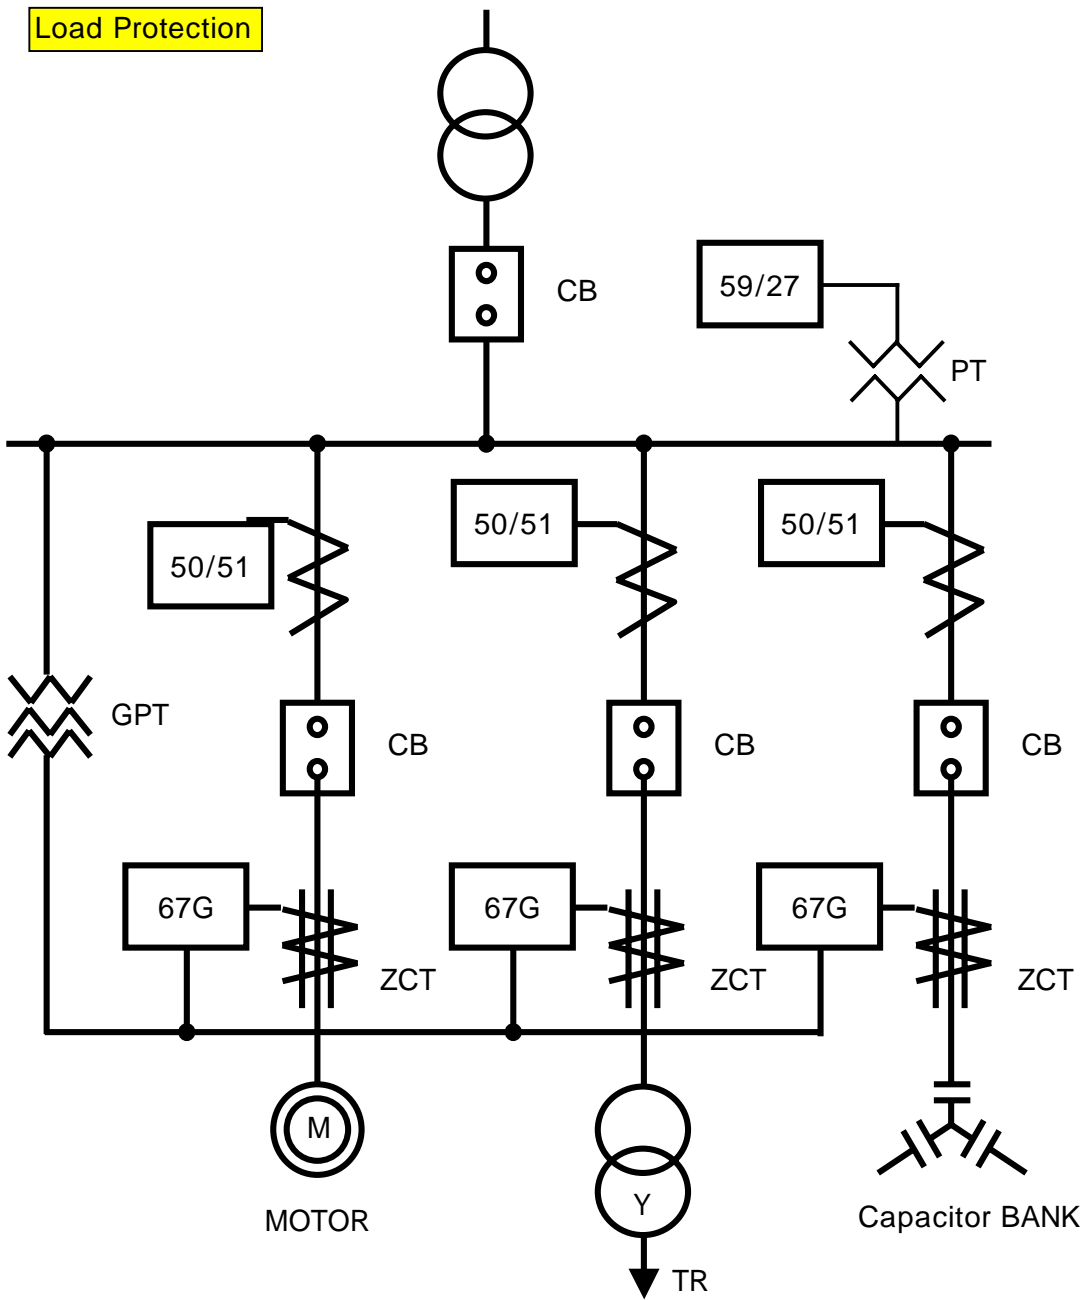 Load Protection
CB
59/27
PT
50/51
50/51
50/51
GPT
CB
CB
CB
67G
67G
67G
ZCT
ZCT
ZCT
M
Y
MOTOR
Capacitor BANK
TR